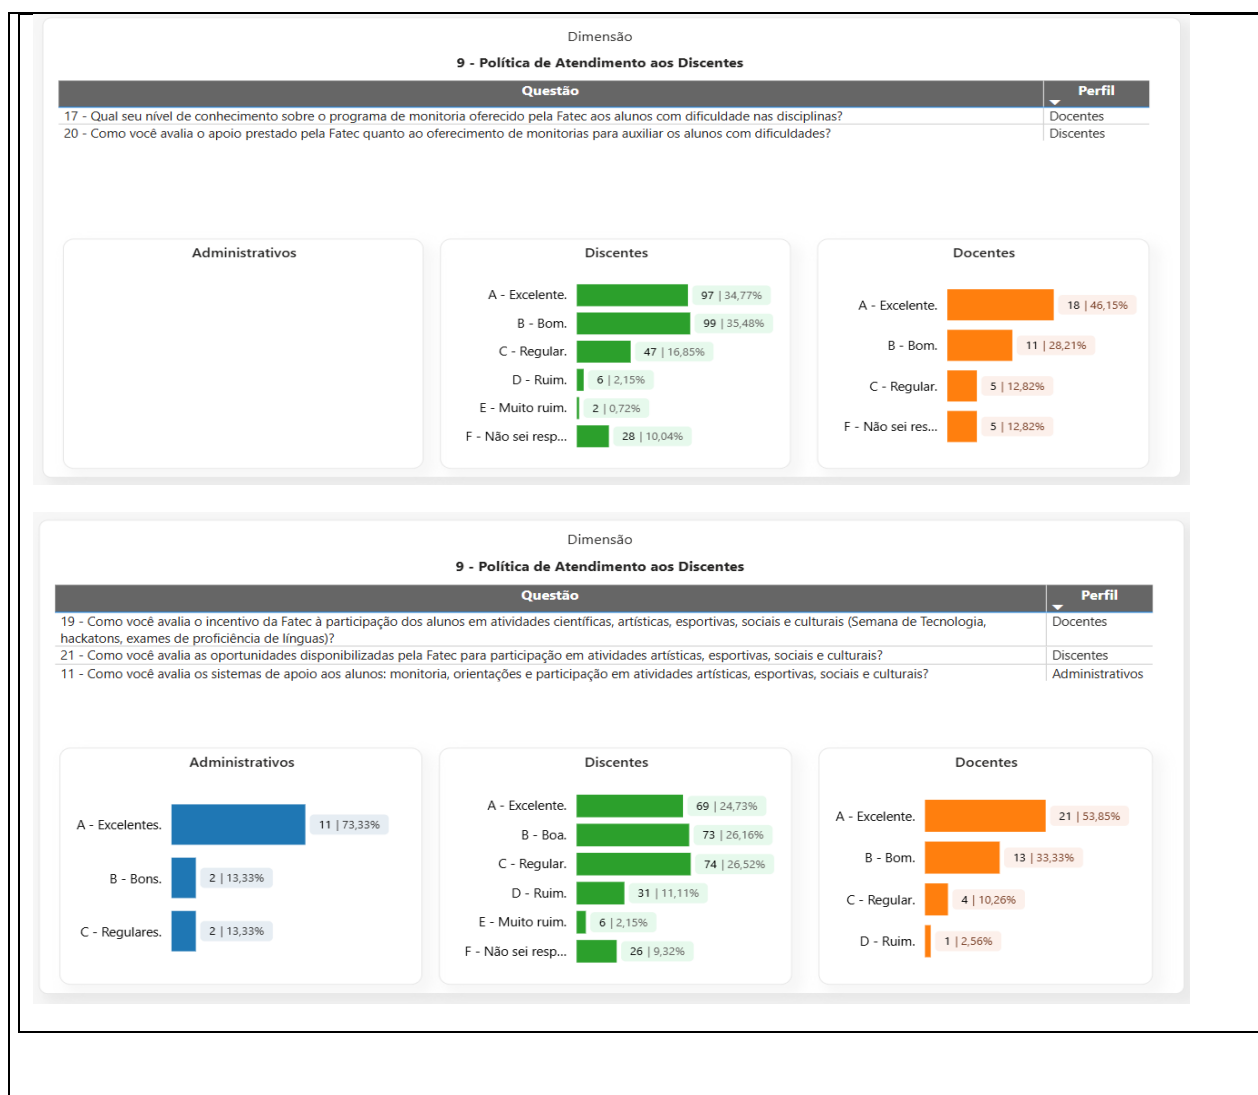 Dimensão
9 - Política de Atendimento aos Discentes
Questão Perfil
17 - Qual seu nível de conhecimento sobre o programa de monitoria oferecido pela Fatec aos alunos com dificuldade nas disciplinas? Docentes
20 - Como você avalia o apoio prestado pela Fatec quanto ao oferecimento de monitorias para auxiliar os alunos com dificuldades? Discentes
Administrativos
Discentes
A - Excelente. 97 | 34,77%
B - Bom. 99 | 35,48%
C - Regular. 47 | 16,85%
D - Ruim. 6 | 2,15%
E - Muito ruim. 2 | 0,72%
F - Não sei resp... 28 | 10,04%
Docentes
A - Excelente. 18 | 46,15%
B - Bom. 11 | 28,21%
C - Regular. 5 | 12,82%
F - Não sei res... 5 | 12,82%
Dimensão
9 - Política de Atendimento aos Discentes
Questão Perfil
19 - Como você avalia o incentivo da Fatec à participação dos alunos em atividades científicas, artísticas, esportivas, sociais e culturais (Semana de Tecnologia, Docentes
hackatons, exames de proficiência de línguas)?
21 - Como você avalia as oportunidades disponibilizadas pela Fatec para participação em atividades artísticas, esportivas, sociais e culturais? Discentes
11 - Como você avalia os sistemas de apoio aos alunos: monitoria, orientações e participação em atividades artísticas, esportivas, sociais e culturais? Administrativos
Administrativos
A - Excelentes. 11 | 73,33%
B - Bons. 2 | 13,33%
C - Regulares. 2 | 13,33%
Discentes
A - Excelente. 69 | 24,73%
B - Boa. 73 | 26,16%
C - Regular. 74 | 26,52%
D - Ruim. 31 | 11,11%
E - Muito ruim. 6 | 2,15%
F - Não sei resp... 26 | 9,32%
Docentes
A - Excelente. 21 | 53,85%
B - Bom. 13 | 33,33%
C - Regular. 4 | 10,26%
D - Ruim. 1 | 2,56%